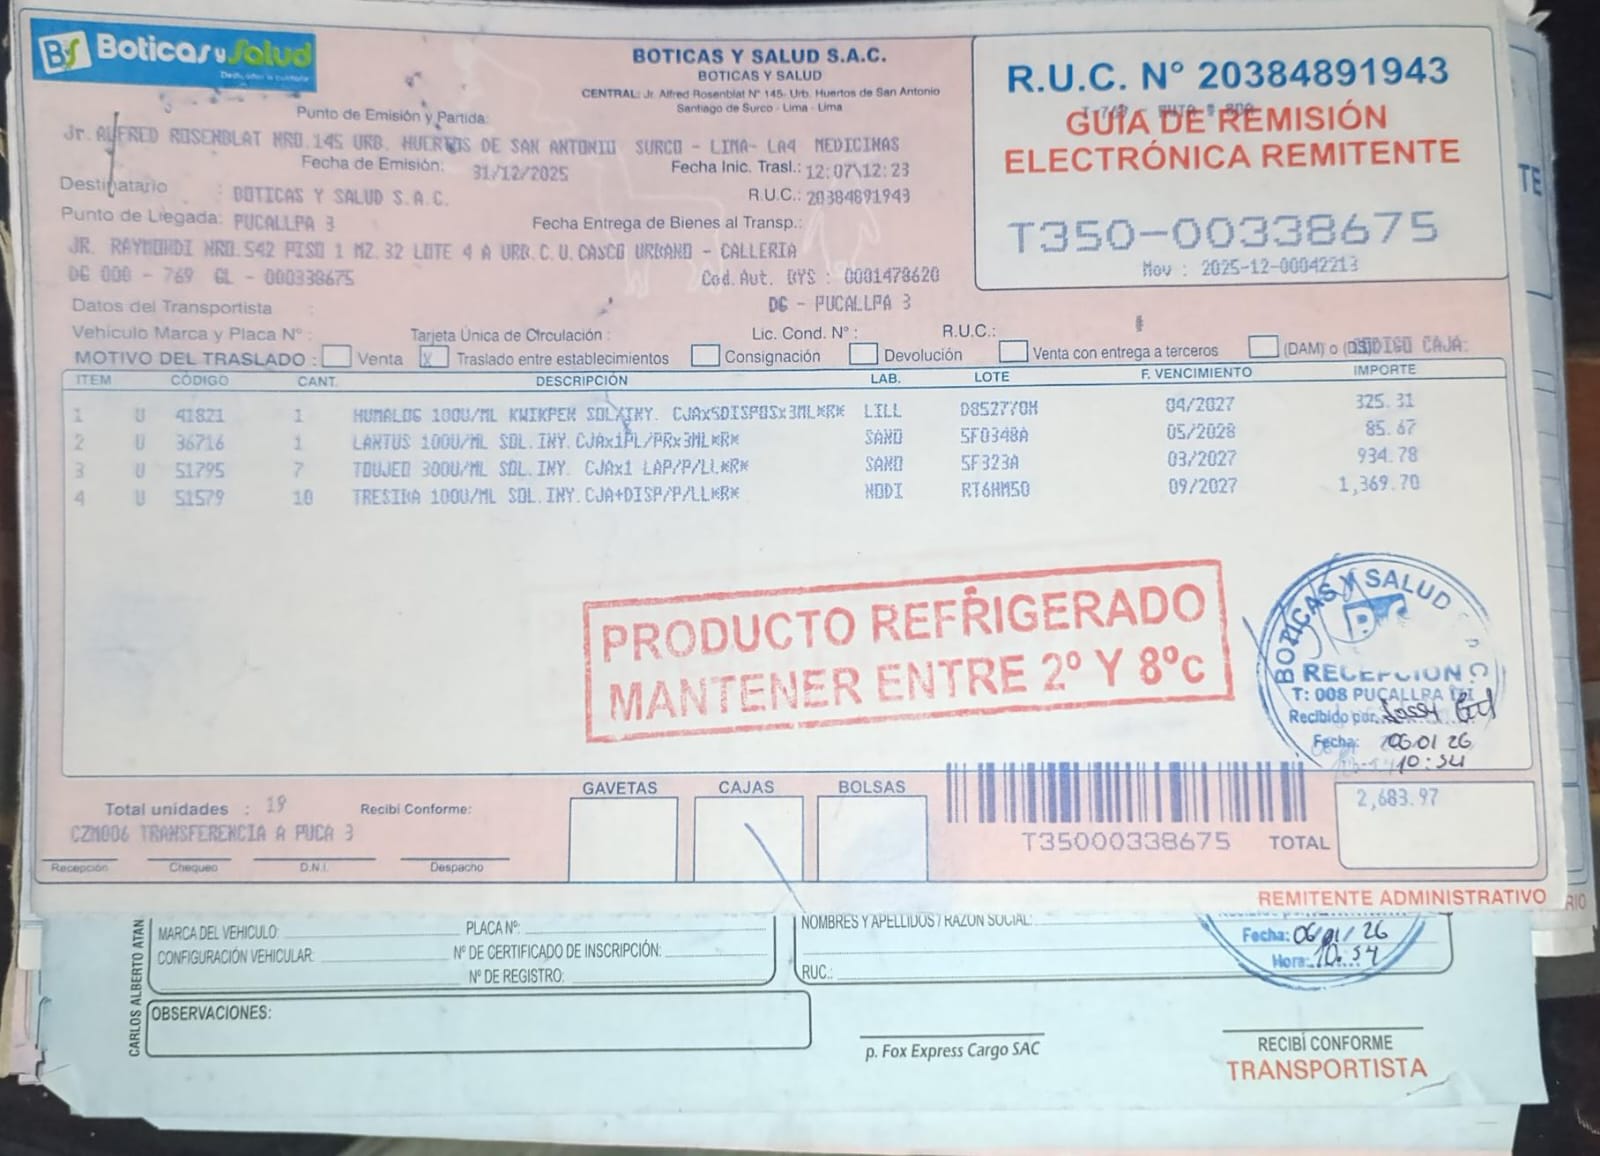 BS Boticas y Salud
BOTICAS Y SALUD S.A.C.
BOTICAS Y SALUD
CENTRAL: Jr. Alfred Rosenblat N° 145- Urb. Huertos de San Antonio
Santiago de Surco - Lima - Lima
R.U.C. N° 20384891943
GUÍA DE REMISIÓN
ELECTRÓNICA REMITENTE
T350-00338675
Mov : 2025-12-00042213
Punto de Emisión y Partida:
Jr. ALFRED ROSENBLAT NRO.145 URB. HUERTOS DE SAN ANTONIO SURCO - LIMA- LA4 MEDICINAS
Fecha de Emisión: 31/12/2025 Fecha Inic. Trasl.: 12:07\12:23
Destinatario : BOTICAS Y SALUD S.A.C. R.U.C.: 20384891943
Punto de Llegada: PUCALLPA 3 Fecha Entrega de Bienes al Transp.:
JR. RAYMONDI NRO.542 PISO 1 MZ.32 LOTE 4 A URB.C.U.CASCO URBANO - CALLERIA
DG 000 - 769 GL - 000338675 Cod.Aut. BYS : 0001478620
Datos del Transportista : DG - PUCALLPA 3
Vehículo Marca y Placa N° : Tarjeta Única de Circulación : Lic. Cond. N° : R.U.C.:
MOTIVO DEL TRASLADO : Venta X Traslado entre establecimientos Consignación Devolución Venta con entrega a terceros (DAM) o CODIGO CAJA:
ITEM CÓDIGO CANT. DESCRIPCIÓN LAB. LOTE F. VENCIMIENTO IMPORTE
1 U 41821 1 HUMALOG 100U/ML KWIKPEN SOL.INY. CJAx5DISPOSx3ML*R* LILL D852770H 04/2027 325.31
2 U 36716 1 LANTUS 100U/ML SOL.INY.CJAx1PL/PRx3ML*R* SANO 5F0348A 05/2028 85.67
3 U 51795 7 TOUJEO 300U/ML SOL.INY. CJAx1 LAP/P/LL*R* SANO 5F323A 03/2027 934.78
4 U 51579 10 TRESIBA 100U/ML SOL.INY.CJA+DISP/P/LL*R* NODI RT6HM50 09/2027 1,369.70
PRODUCTO REFRIGERADO
MANTENER ENTRE 2° Y 8°c
BOTICAS Y SALUD
RECEPCION
T: 008 PUCALLPA III
Recibido por:
Fecha: 06 01 26
10:54
GAVETAS CAJAS BOLSAS
Total unidades : 19 Recibí Conforme:
CZM006 TRANSFERENCIA A PUCA 3
Recepción Chequeo D.N.I. Despacho
T35000338675 TOTAL 2,683.97
REMITENTE ADMINISTRATIVO
CARLOS ALBERTO ATAN
MARCA DEL VEHICULO: PLACA N°:
CONFIGURACIÓN VEHICULAR: N° DE CERTIFICADO DE INSCRIPCIÓN:
N° DE REGISTRO:
NOMBRES Y APELLIDOS / RAZON SOCIAL:
RUC.:
Fecha: 06/01/26
Hora: 10:54
OBSERVACIONES:
p. Fox Express Cargo SAC
RECIBÍ CONFORME
TRANSPORTISTA